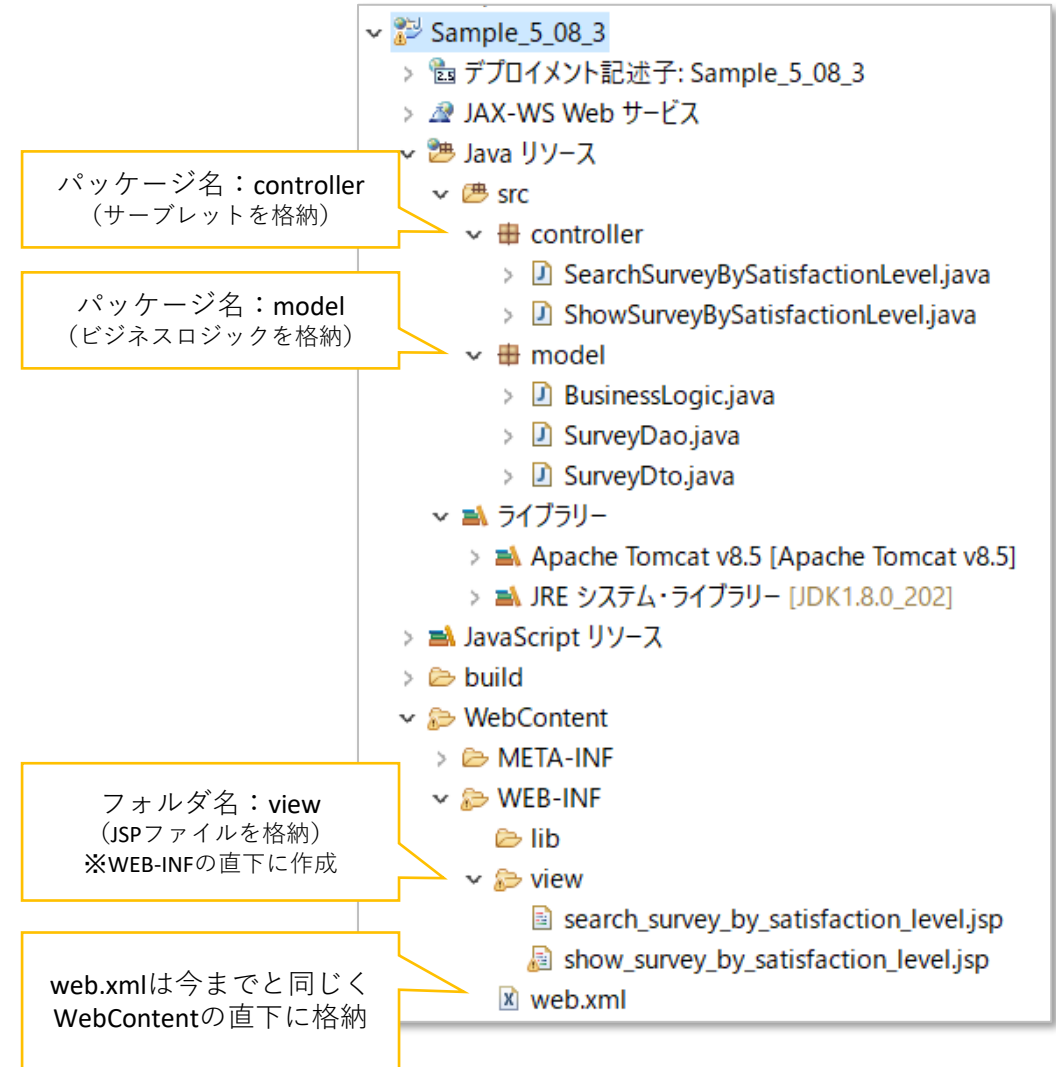 Sample_5_08_3
デプロイメント記述子: Sample_5_08_3
JAX-WS Web サービス
Java リソース
src
パッケージ名：controller
（サーブレットを格納）
controller
SearchSurveyBySatisfactionLevel.java
ShowSurveyBySatisfactionLevel.java
パッケージ名：model
（ビジネスロジックを格納）
model
BusinessLogic.java
SurveyDao.java
SurveyDto.java
ライブラリー
Apache Tomcat v8.5 [Apache Tomcat v8.5]
JRE システム・ライブラリー [JDK1.8.0_202]
JavaScript リソース
build
WebContent
META-INF
WEB-INF
lib
フォルダ名：view
（JSPファイルを格納）
※WEB-INFの直下に作成
view
search_survey_by_satisfaction_level.jsp
show_survey_by_satisfaction_level.jsp
web.xmlは今までと同じく
WebContentの直下に格納
web.xml